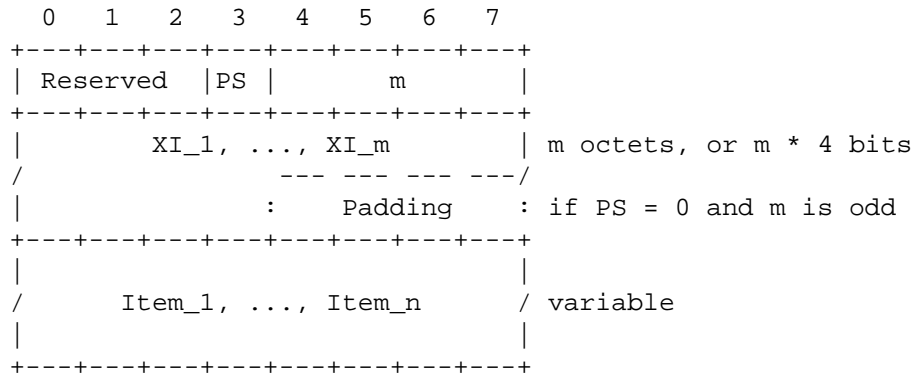 0   1   2   3   4   5   6   7
+---+---+---+---+---+---+---+---+
| Reserved  |PS |       m       |
+---+---+---+---+---+---+---+---+
|        XI_1, ..., XI_m        | m octets, or m * 4 bits
/                --- --- --- ---/
|               :    Padding    : if PS = 0 and m is odd
+---+---+---+---+---+---+---+---+
|                               |
/      Item_1, ..., Item_n      / variable
|                               |
+---+---+---+---+---+---+---+---+